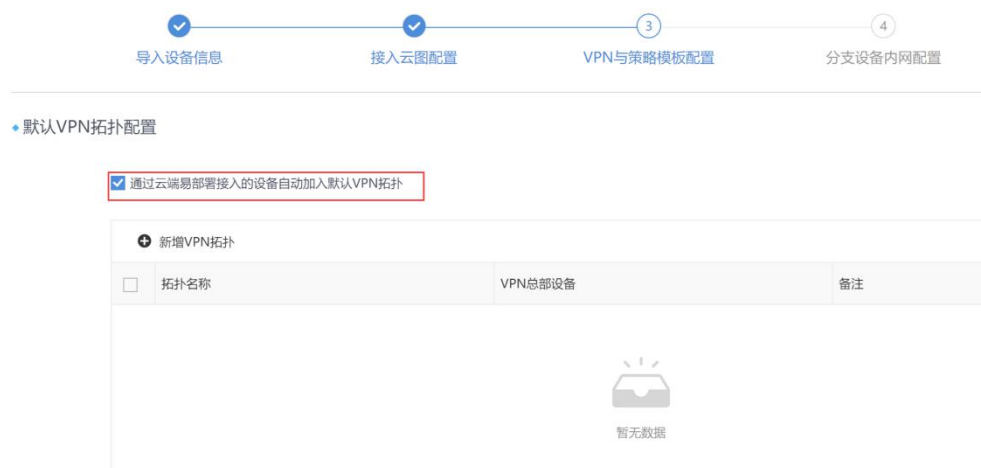 3 4
导入设备信息 接入云图配置 VPN与策略模板配置 分支设备内网配置
默认VPN拓扑配置
通过云端易部署接入的设备自动加入默认VPN拓扑
新增VPN拓扑
拓扑名称 VPN总部设备 备注
暂无数据